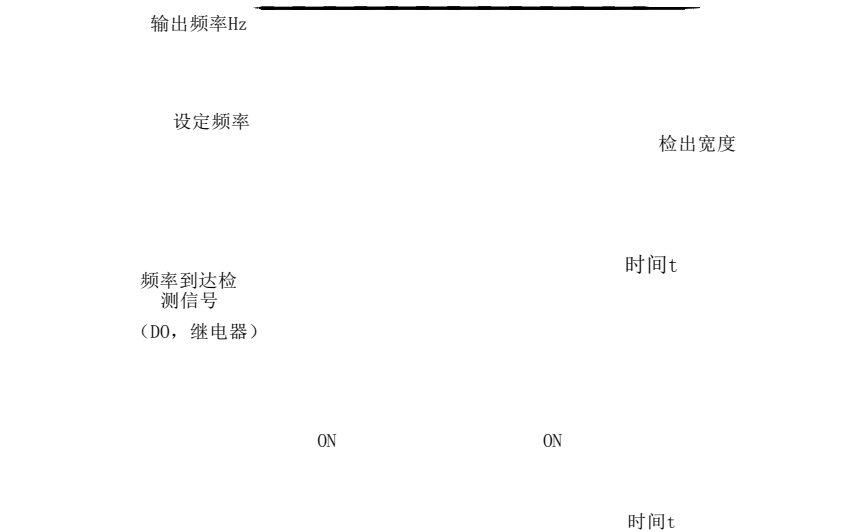 输出频率Hz
设定频率
检出宽度
时间t
频率到达检
测信号
（DO，继电器）
ON
ON
时间t